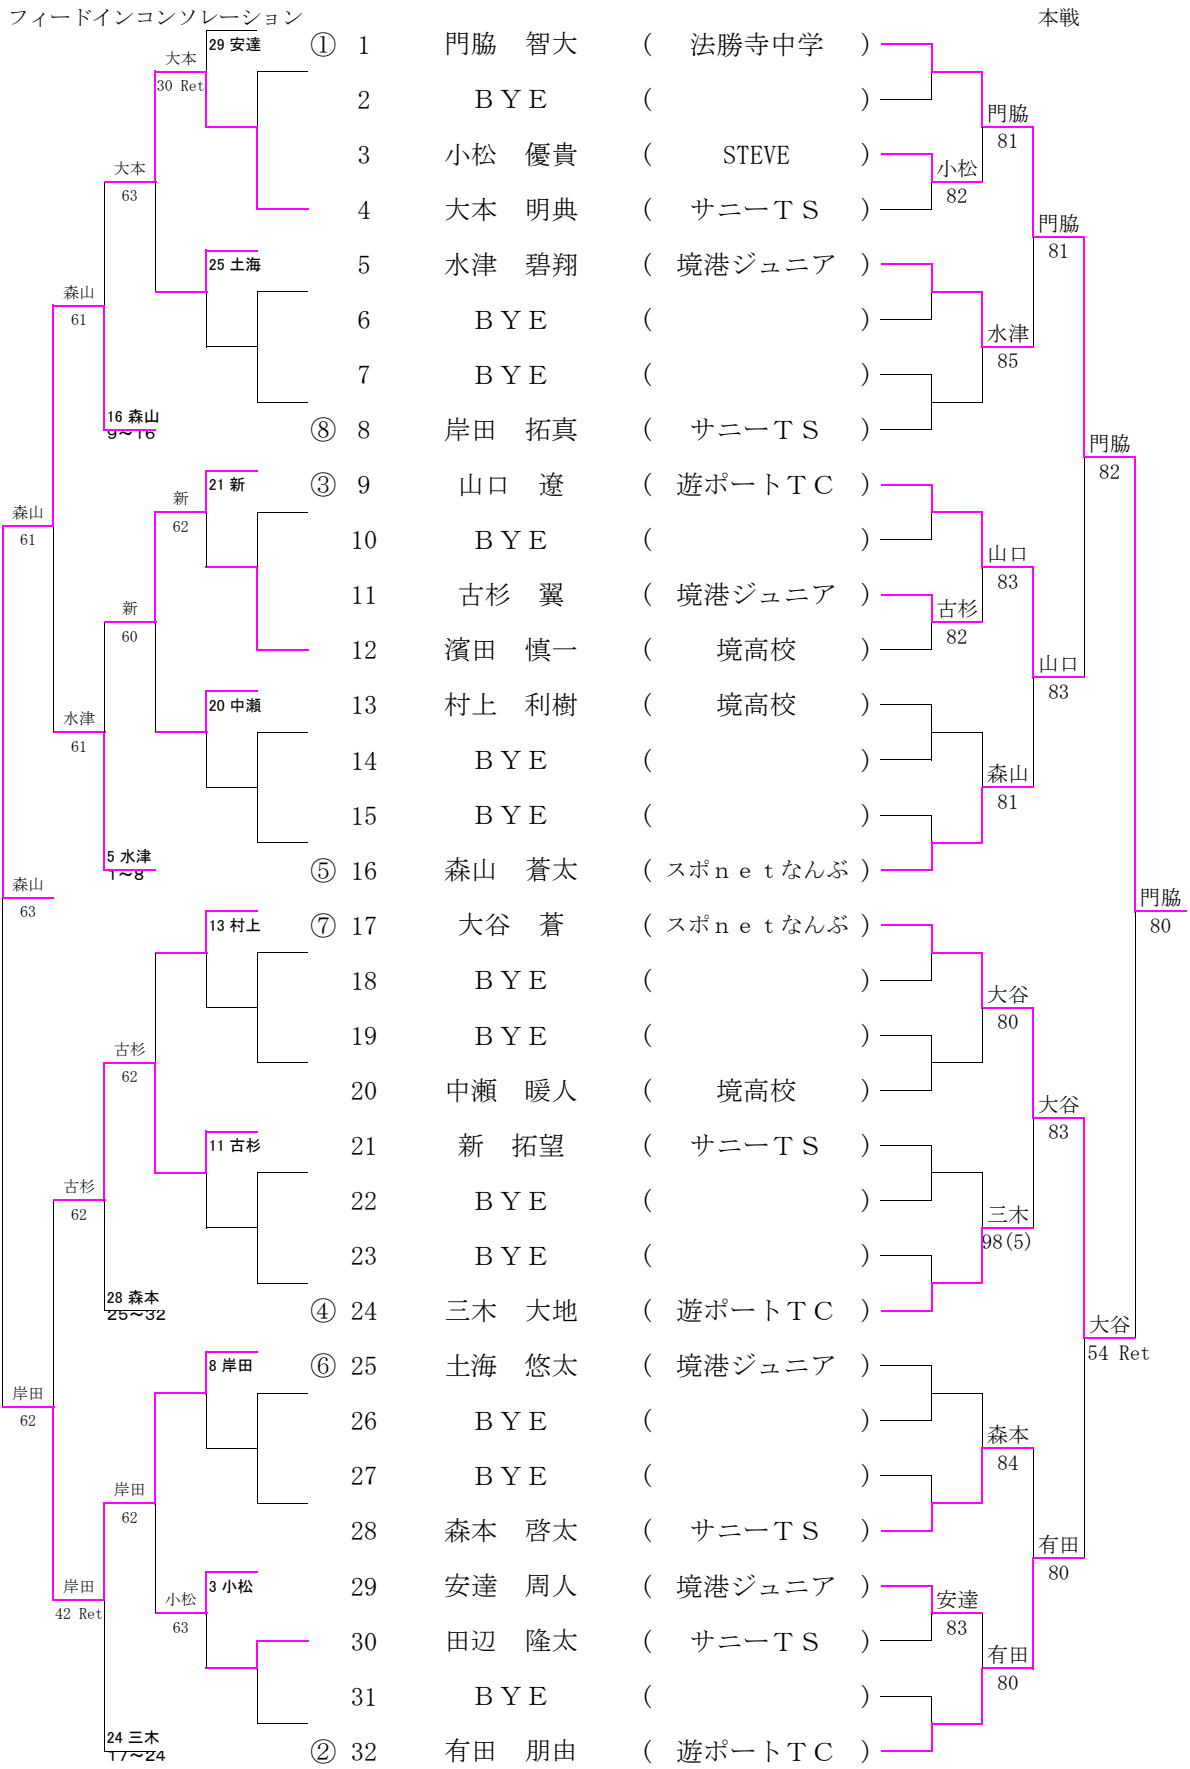 フィードインコンソレーション
本戦
① 1 門脇 智大 ( 法勝寺中学 )
2 ＢＹＥ ( )
3 小松 優貴 ( STEVE )
4 大本 明典 ( サニーＴＳ )
5 水津 碧翔 ( 境港ジュニア )
6 ＢＹＥ ( )
7 ＢＹＥ ( )
⑧ 8 岸田 拓真 ( サニーＴＳ )
③ 9 山口 遼 ( 遊ポートＴＣ )
10 ＢＹＥ ( )
11 古杉 翼 ( 境港ジュニア )
12 濱田 慎一 ( 境高校 )
13 村上 利樹 ( 境高校 )
14 ＢＹＥ ( )
15 ＢＹＥ ( )
⑤ 16 森山 蒼太 ( スポｎｅｔなんぶ )
⑦ 17 大谷 蒼 ( スポｎｅｔなんぶ )
18 ＢＹＥ ( )
19 ＢＹＥ ( )
20 中瀬 暖人 ( 境高校 )
21 新 拓望 ( サニーＴＳ )
22 ＢＹＥ ( )
23 ＢＹＥ ( )
④ 24 三木 大地 ( 遊ポートＴＣ )
⑥ 25 土海 悠太 ( 境港ジュニア )
26 ＢＹＥ ( )
27 ＢＹＥ ( )
28 森本 啓太 ( サニーＴＳ )
29 安達 周人 ( 境港ジュニア )
30 田辺 隆太 ( サニーＴＳ )
31 ＢＹＥ ( )
② 32 有田 朋由 ( 遊ポートＴＣ )
29 安達
大本
30 Ret
大本
63
25 土海
森山
61
16 森山
9～16
21 新
新
62
森山
61
新
60
20 中瀬
水津
61
5 水津
1～8
森山
63
13 村上
古杉
62
11 古杉
古杉
62
28 森本
25～32
8 岸田
岸田
62
岸田
62
3 小松
岸田
42 Ret
小松
63
24 三木
17～24
門脇
81
小松
82
門脇
81
水津
85
門脇
82
山口
83
古杉
82
山口
83
森山
81
門脇
80
大谷
80
大谷
83
三木
98(5)
大谷
54 Ret
森本
84
有田
80
安達
83
有田
80